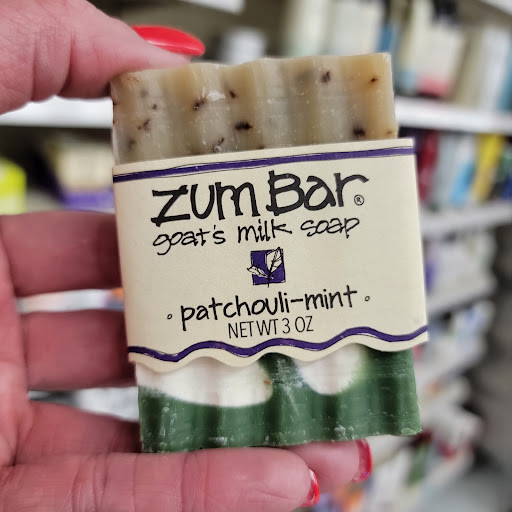 zum Bar®
goat's milk soap
· patchouli-mint ·
NET WT 3 OZ